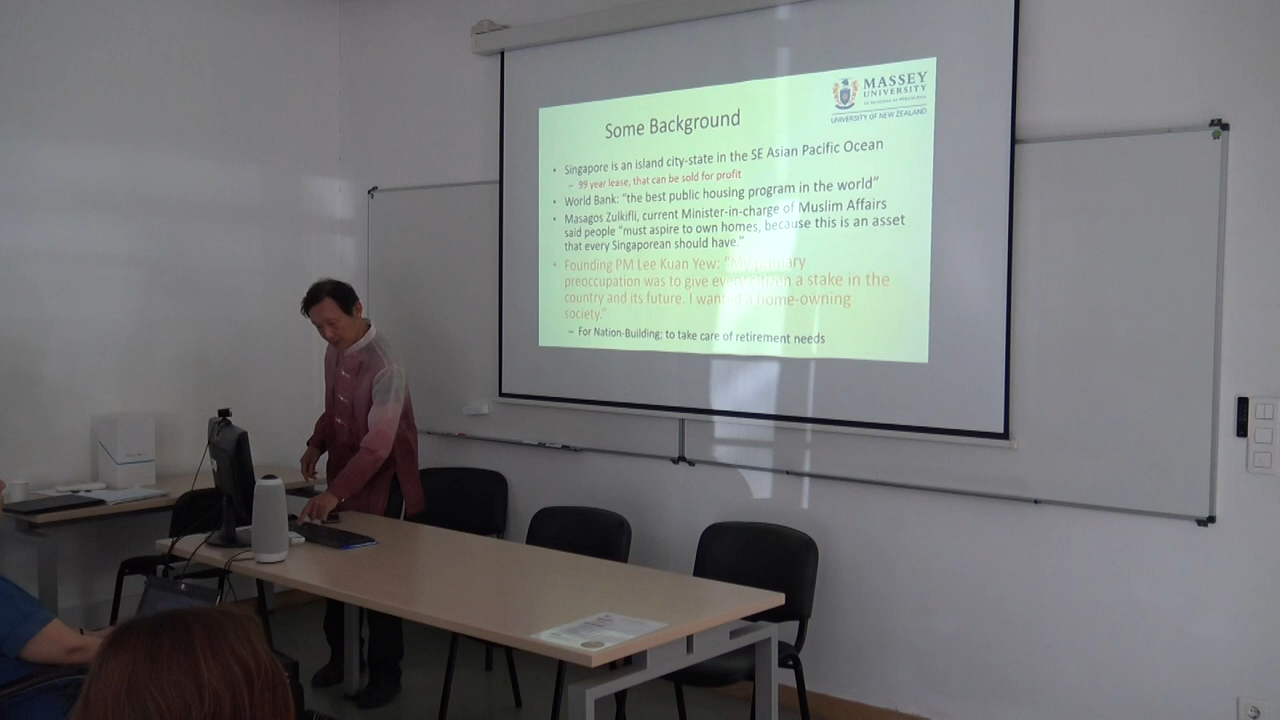 MASSEY
UNIVERSITY
UNIVERSITY OF NEW ZEALAND
Some Background
• Singapore is an island city-state in the SE Asian Pacific Ocean
– 99 year lease, that can be sold for profit
• World Bank: “the best public housing program in the world”
• Masagos Zulkifli, current Minister-in-charge of Muslim Affairs
said people “must aspire to own homes, because this is an asset
that every Singaporean should have.”
• Founding PM Lee Kuan Yew: “My primary
preoccupation was to give every citizen a stake in the
country and its future. I wanted a home-owning
society.”
– For Nation-Building; to take care of retirement needs